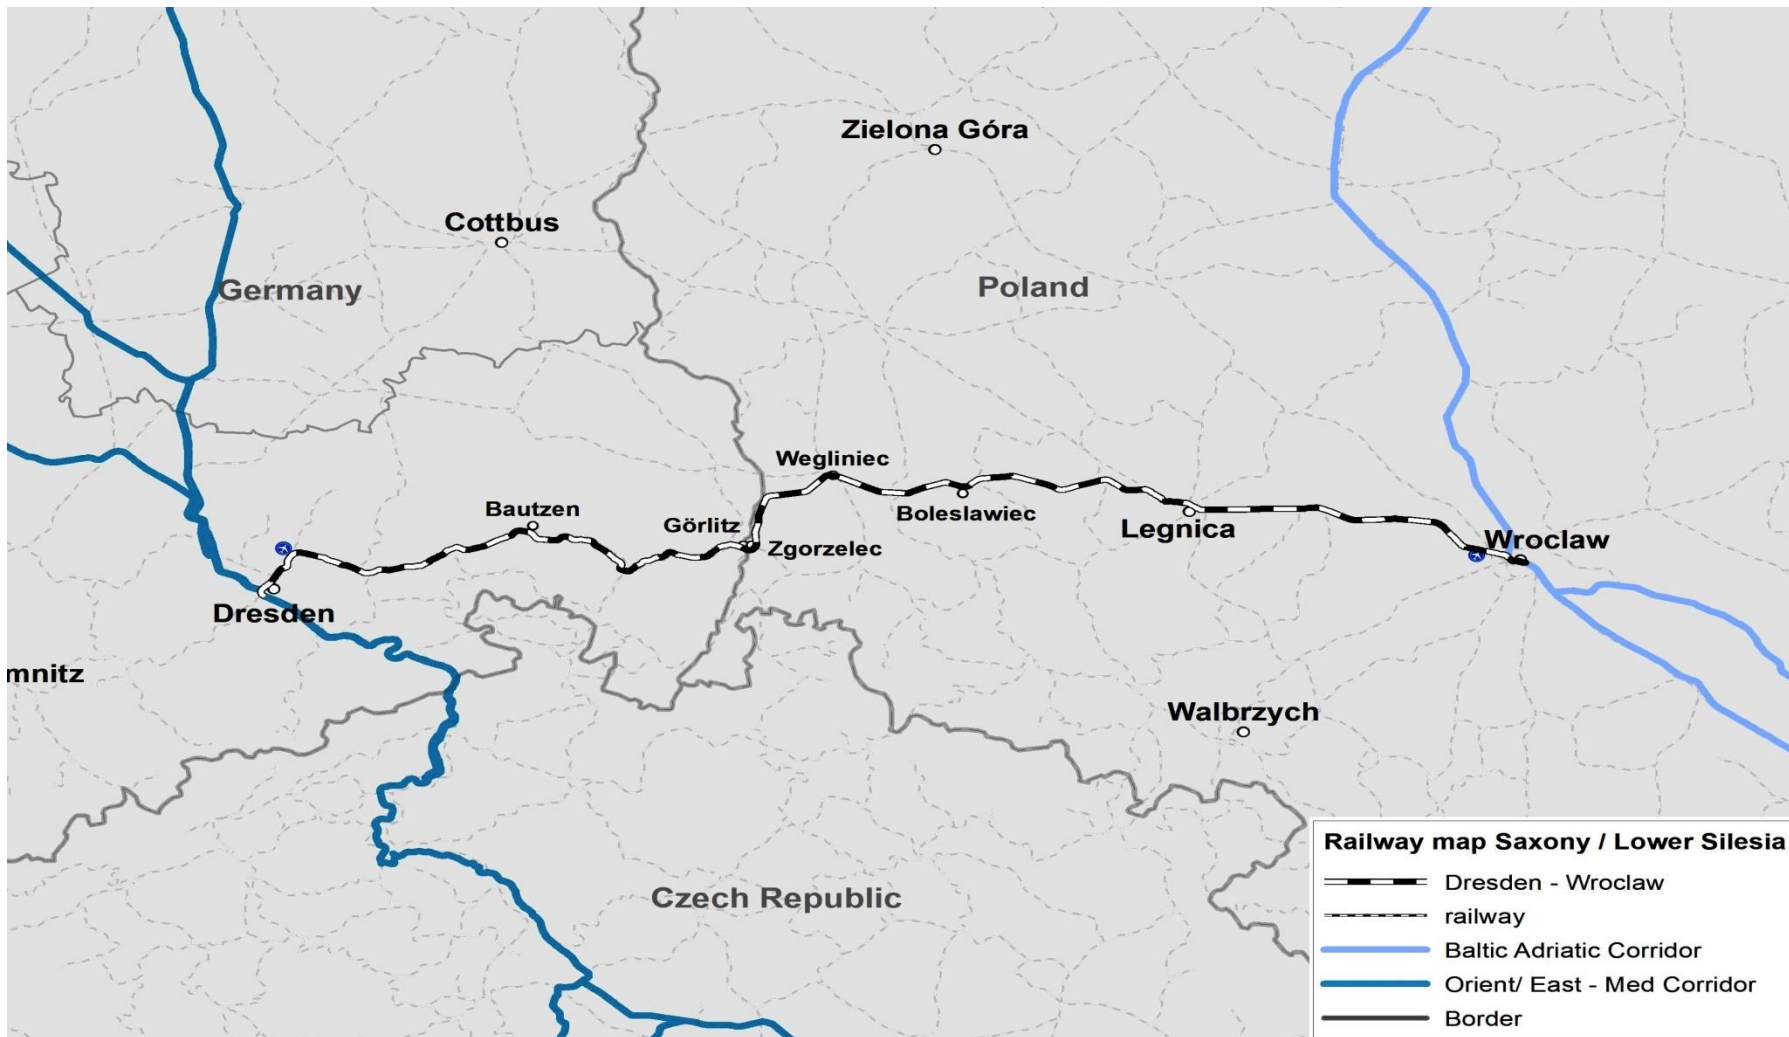 Zielona Góra
Cottbus
Germany
Poland
Wegliniec
Bautzen
Görlitz
Boleslawiec
Legnica
Zgorzelec
Wroclaw
Dresden
mnitz
Walbrzych
Czech Republic
Railway map Saxony / Lower Silesia
Dresden - Wroclaw
railway
Baltic Adriatic Corridor
Orient/ East - Med Corridor
Border